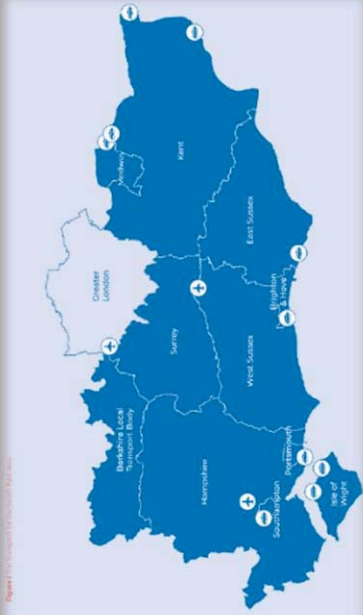 Greater
London
Medway
Kent
Berkshire Local
Transport Body
Surrey
Hampshire
West Sussex
East Sussex
Brighton
& Hove
Southampton
Portsmouth
Isle of
Wight